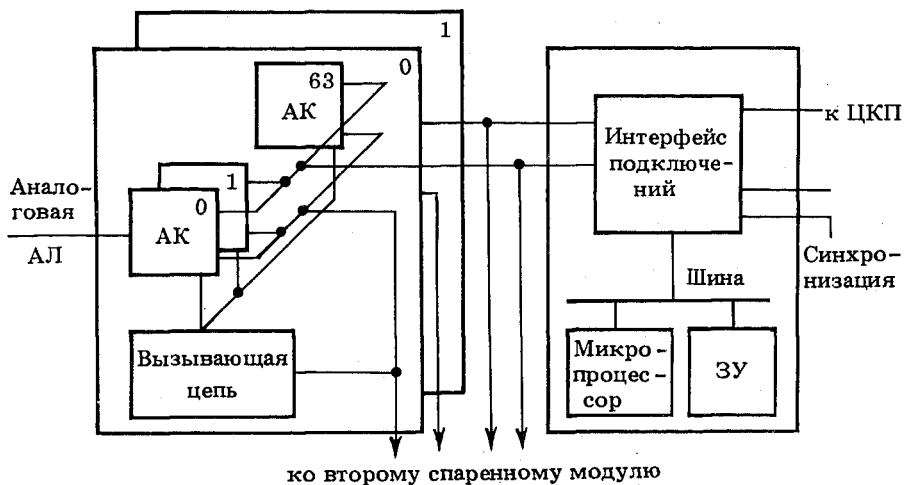 1
0
63
АК
1
0
АК
Анало-
говая
АЛ
Вызывающая
цепь
Интерфейс
подключе-
ний
к ЦКП
Синхро-
низация
Шина
Микро-
процес-
сор
ЗУ
ко второму спаренному модулю